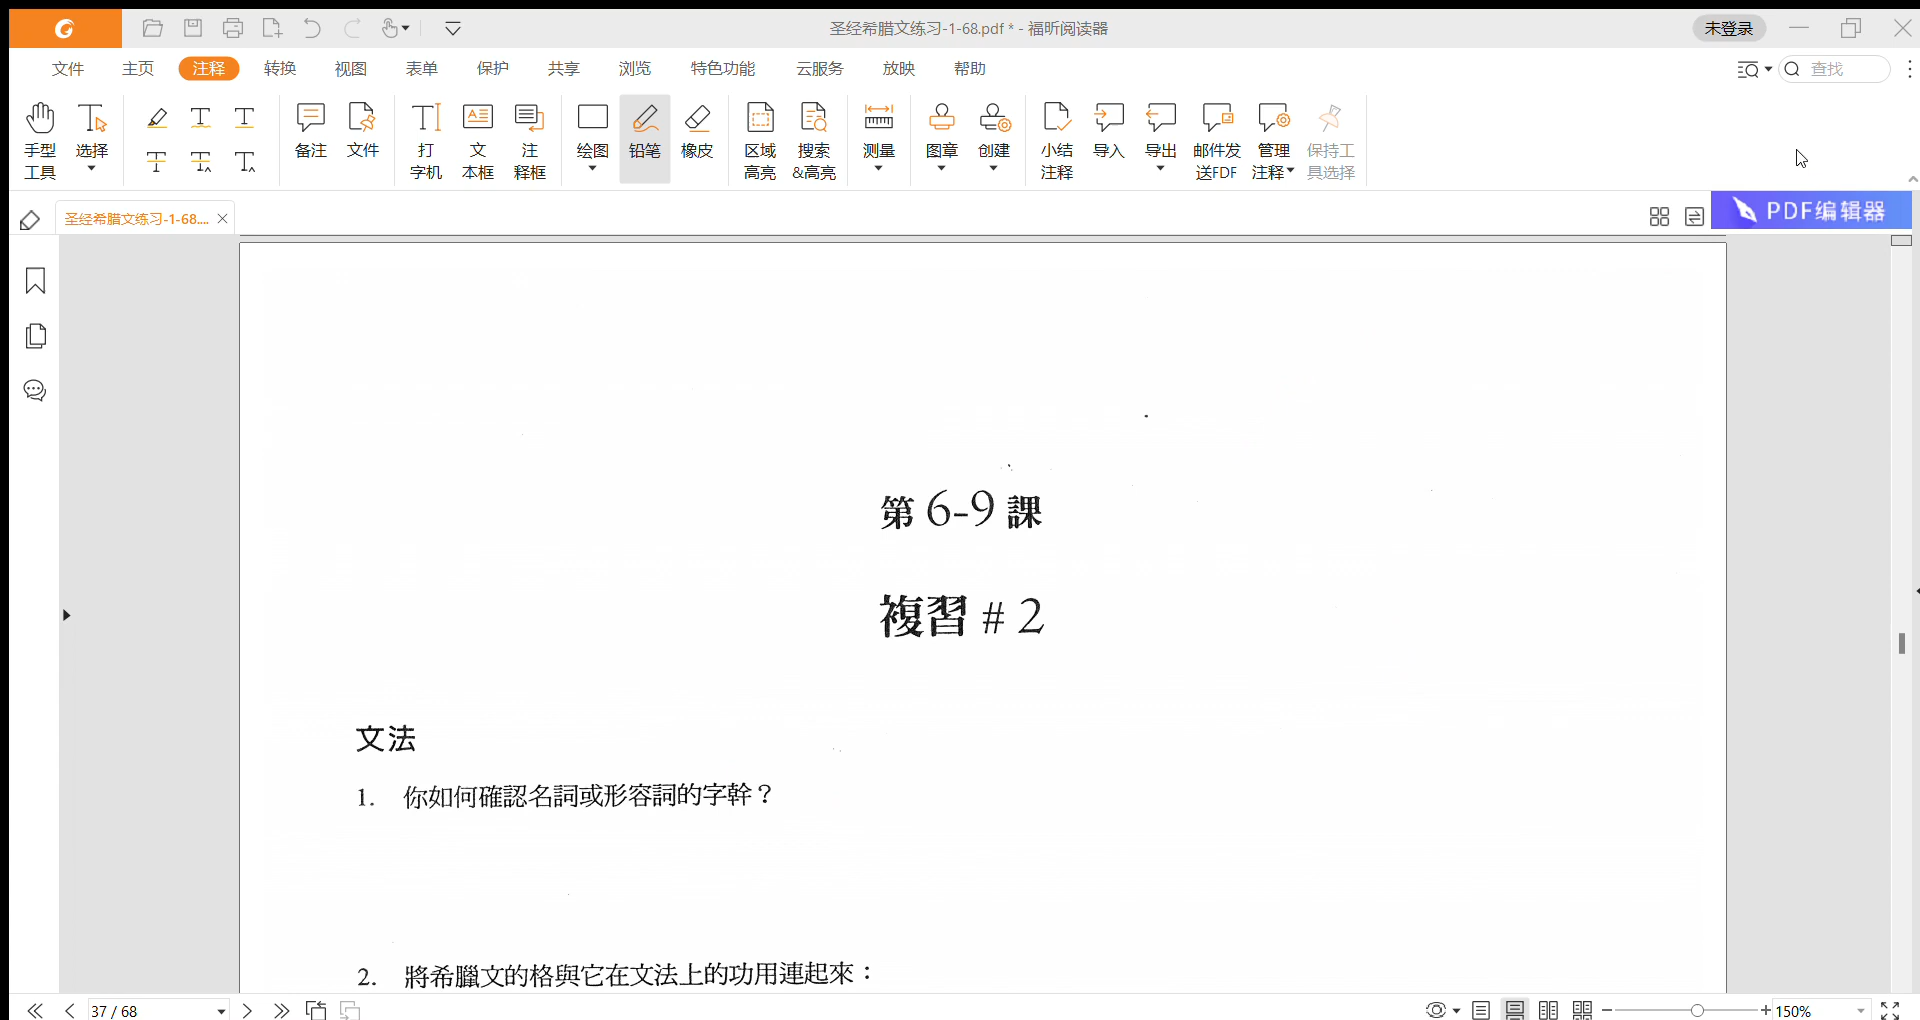 圣经希腊文练习-1-68.pdf * - 福昕阅读器
未登录
文件 主页 注释 转换 视图 表单 保护 共享 浏览 特色功能 云服务 放映 帮助
查找
手型 工具
选择
备注
文件
打 字机
文 本框
注 释框
绘图
铅笔
橡皮
区域 高亮
搜索 &高亮
测量
图章
创建
小结 注释
导入
导出
邮件发 送FDF
管理 注释
保持工 具选择
圣经希腊文练习-1-68....
PDF编辑器
第 6-9 課
複習 # 2
文法
1. 你如何確認名詞或形容詞的字幹？
2. 將希臘文的格與它在文法上的功用連起來：
37 / 68
150%